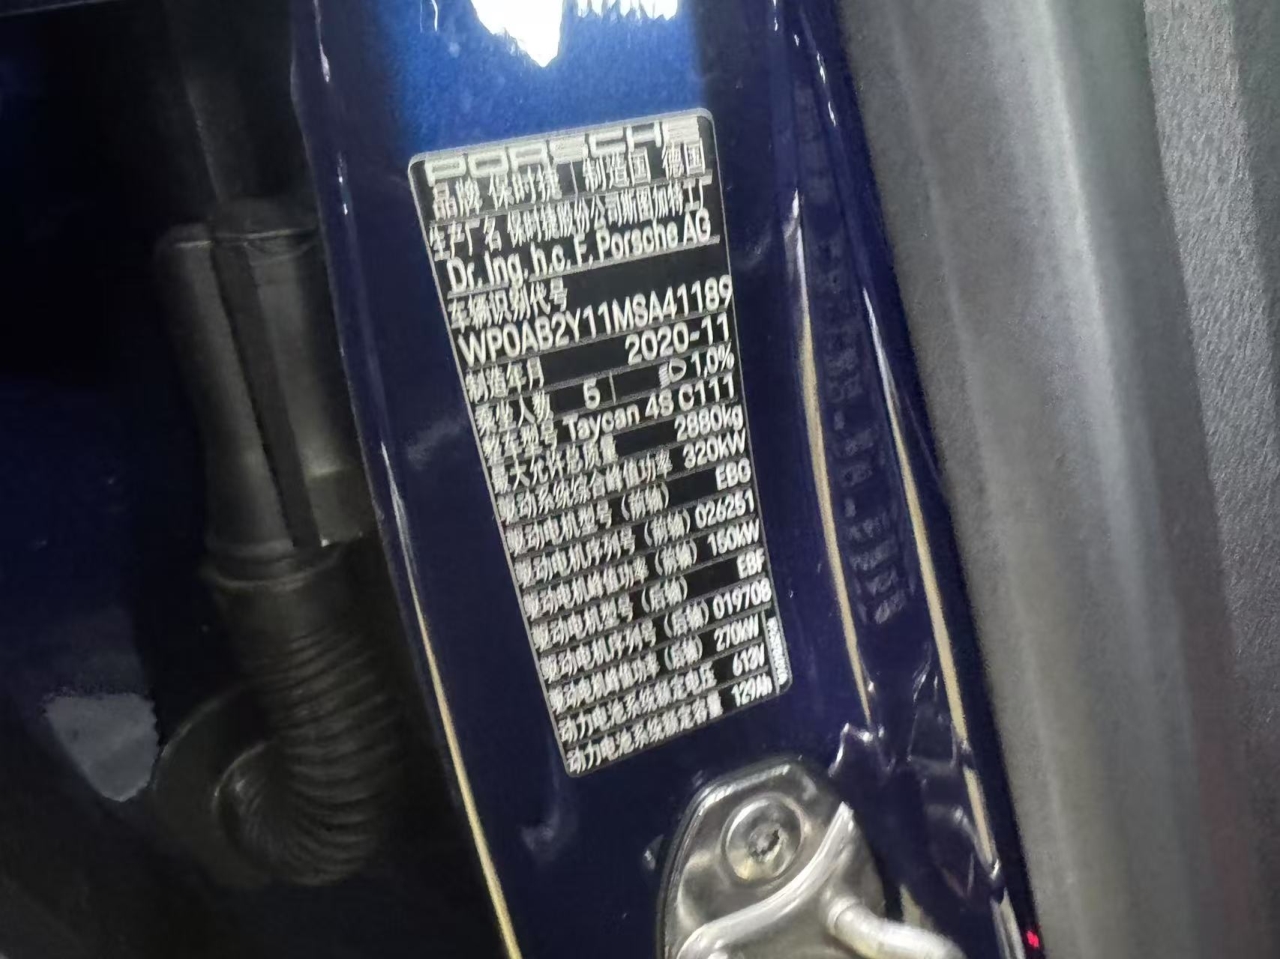 PORSCHE
品牌 保时捷 制造国 德国
生产厂名 保时捷股份公司斯图加特工厂
Dr. Ing. h.c. F. Porsche AG
车辆识别代号
WP0AB2Y11MSA41189
制造年月 2020-11
乘坐人数 5 1,0%
整车型号 Taycan 4S C111
最大允许总质量 2880kg
驱动系统综合峰值功率 320kW
驱动电机型号（前轴） EBG
驱动电机序列号（前轴） 026251
驱动电机峰值功率（前轴） 150kW
驱动电机型号（后轴） EBF
驱动电机序列号（后轴） 019708
驱动电机峰值功率（后轴） 270kW
动力电池系统额定电压 613V
动力电池系统额定容量 129Ah